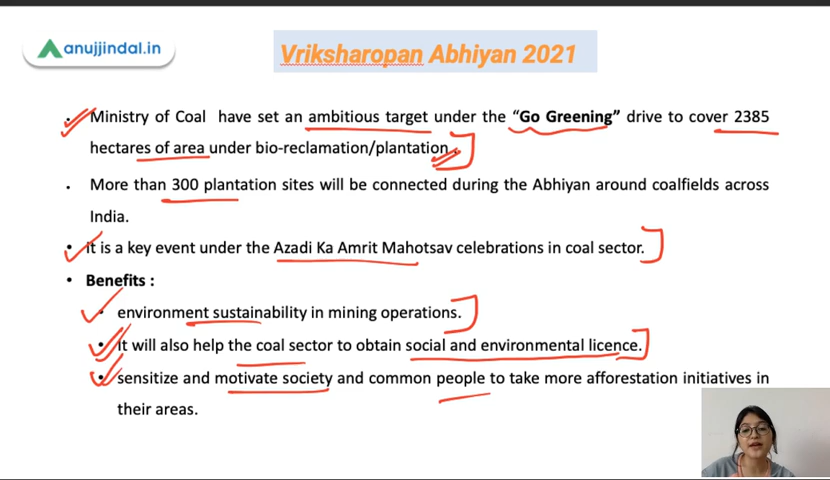 anujjindal.in
Vriksharopan Abhiyan 2021
• Ministry of Coal have set an ambitious target under the “Go Greening” drive to cover 2385
hectares of area under bio-reclamation/plantation.
• More than 300 plantation sites will be connected during the Abhiyan around coalfields across
India.
• It is a key event under the Azadi Ka Amrit Mahotsav celebrations in coal sector.
• Benefits :
• environment sustainability in mining operations.
• It will also help the coal sector to obtain social and environmental licence.
• sensitize and motivate society and common people to take more afforestation initiatives in
their areas.